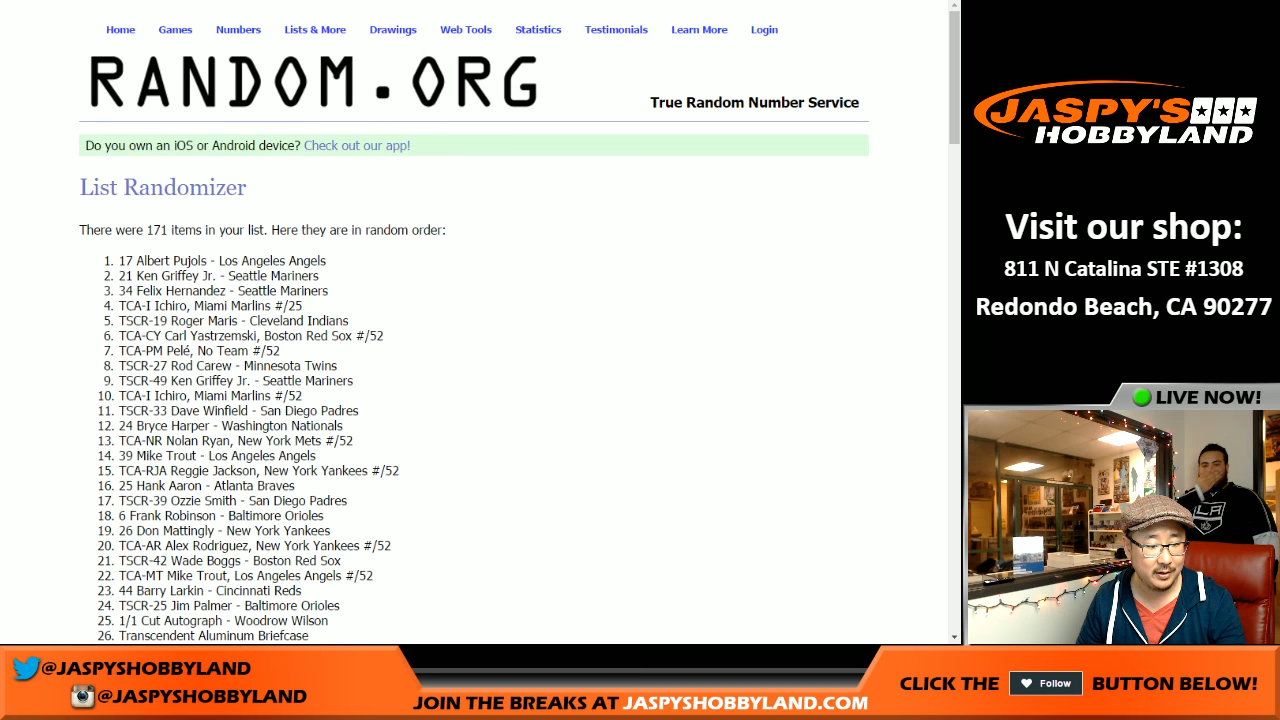 Home Games Numbers Lists & More Drawings Web Tools Statistics Testimonials Learn More Login
RANDOM.ORG
True Random Number Service
Do you own an iOS or Android device? Check out our app!
List Randomizer
There were 171 items in your list. Here they are in random order:
1. 17 Albert Pujols - Los Angeles Angels
2. 21 Ken Griffey Jr. - Seattle Mariners
3. 34 Felix Hernandez - Seattle Mariners
4. TCA-I Ichiro, Miami Marlins #/25
5. TSCR-19 Roger Maris - Cleveland Indians
6. TCA-CY Carl Yastrzemski, Boston Red Sox #/52
7. TCA-PM Pelé, No Team #/52
8. TSCR-27 Rod Carew - Minnesota Twins
9. TSCR-49 Ken Griffey Jr. - Seattle Mariners
10. TCA-I Ichiro, Miami Marlins #/52
11. TSCR-33 Dave Winfield - San Diego Padres
12. 24 Bryce Harper - Washington Nationals
13. TCA-NR Nolan Ryan, New York Mets #/52
14. 39 Mike Trout - Los Angeles Angels
15. TCA-RJA Reggie Jackson, New York Yankees #/52
16. 25 Hank Aaron - Atlanta Braves
17. TSCR-39 Ozzie Smith - San Diego Padres
18. 6 Frank Robinson - Baltimore Orioles
19. 26 Don Mattingly - New York Yankees
20. TCA-AR Alex Rodriguez, New York Yankees #/52
21. TSCR-42 Wade Boggs - Boston Red Sox
22. TCA-MT Mike Trout, Los Angeles Angels #/52
23. 44 Barry Larkin - Cincinnati Reds
24. TSCR-25 Jim Palmer - Baltimore Orioles
25. 1/1 Cut Autograph - Woodrow Wilson
26. Transcendent Aluminum Briefcase
JASPY'S
HOBBYLAND
Visit our shop:
811 N Catalina STE #1308
Redondo Beach, CA 90277
LIVE NOW!
LA
@JASPYSHOBBYLAND
@JASPYSHOBBYLAND
JOIN THE BREAKS AT JASPYSHOBBYLAND.COM
CLICK THE Follow BUTTON BELOW!